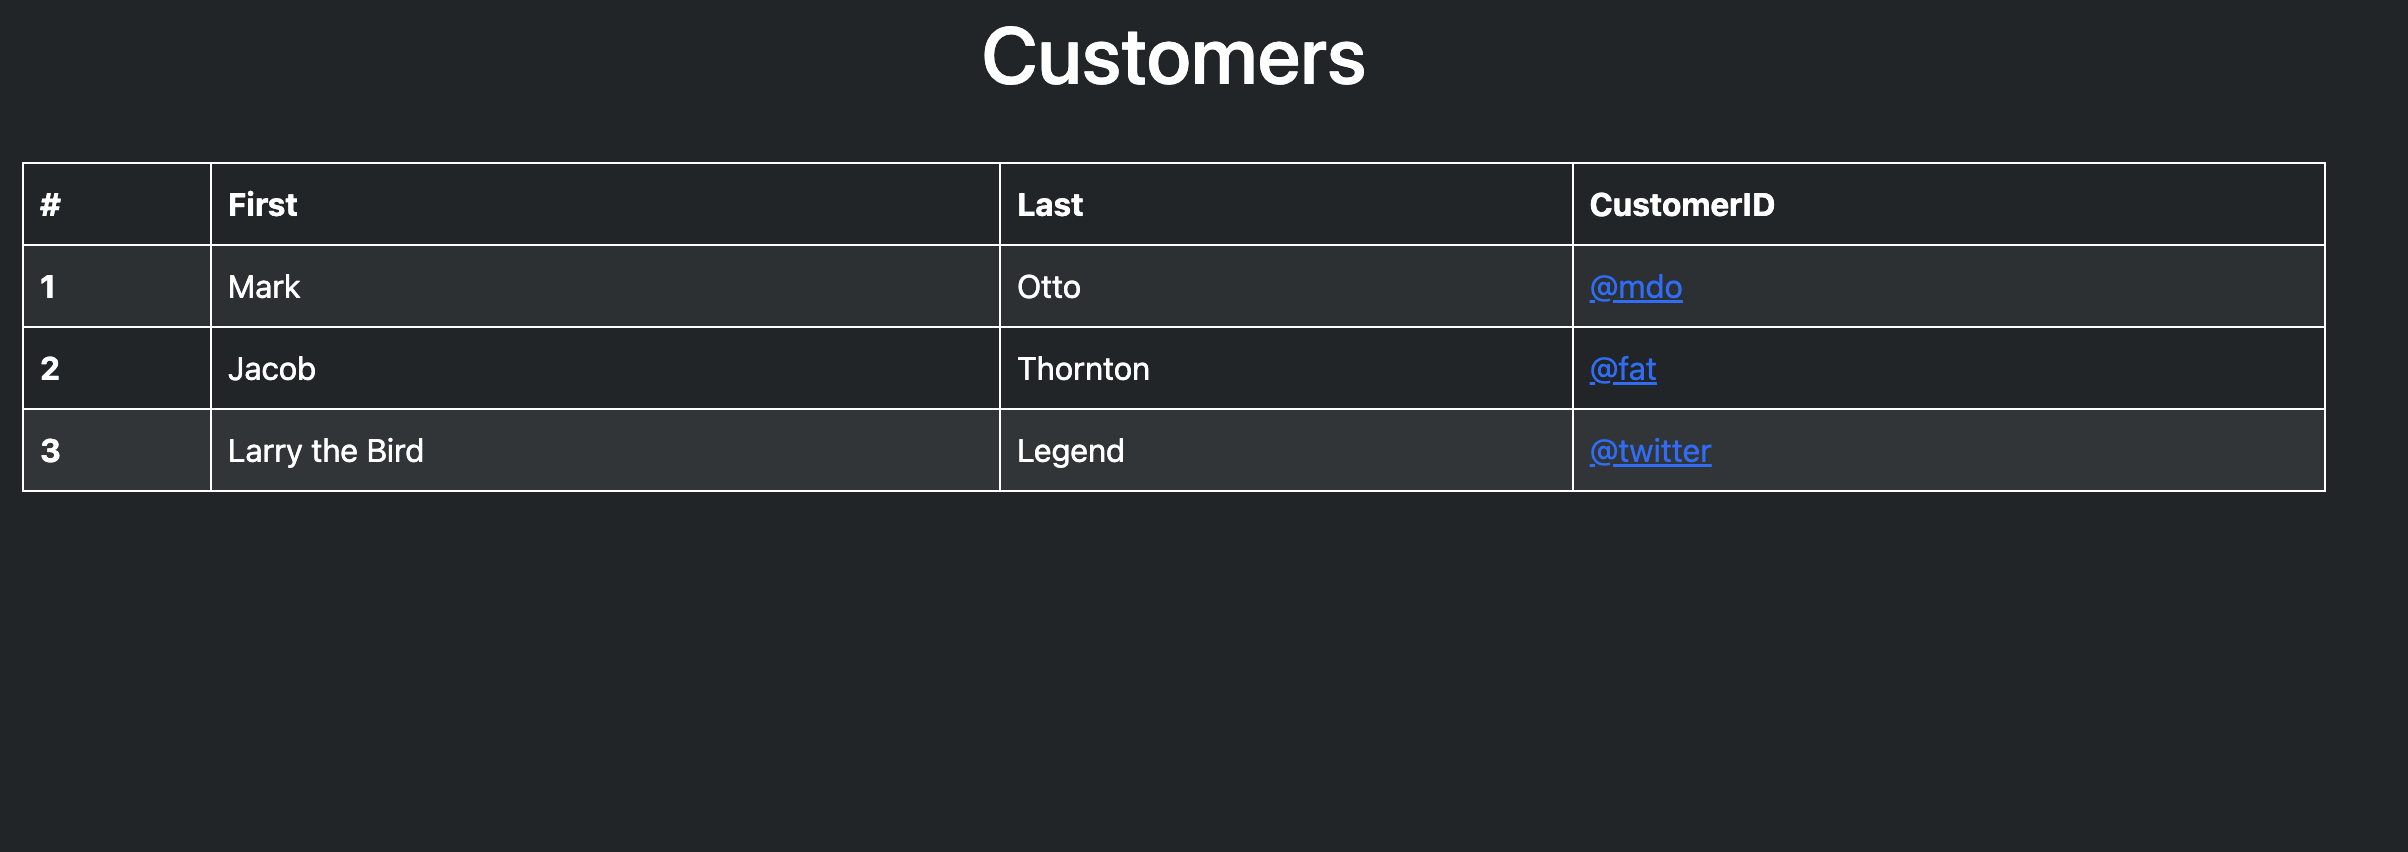 Customers
# First Last CustomerID
1 Mark Otto @mdo
2 Jacob Thornton @fat
3 Larry the Bird Legend @twitter